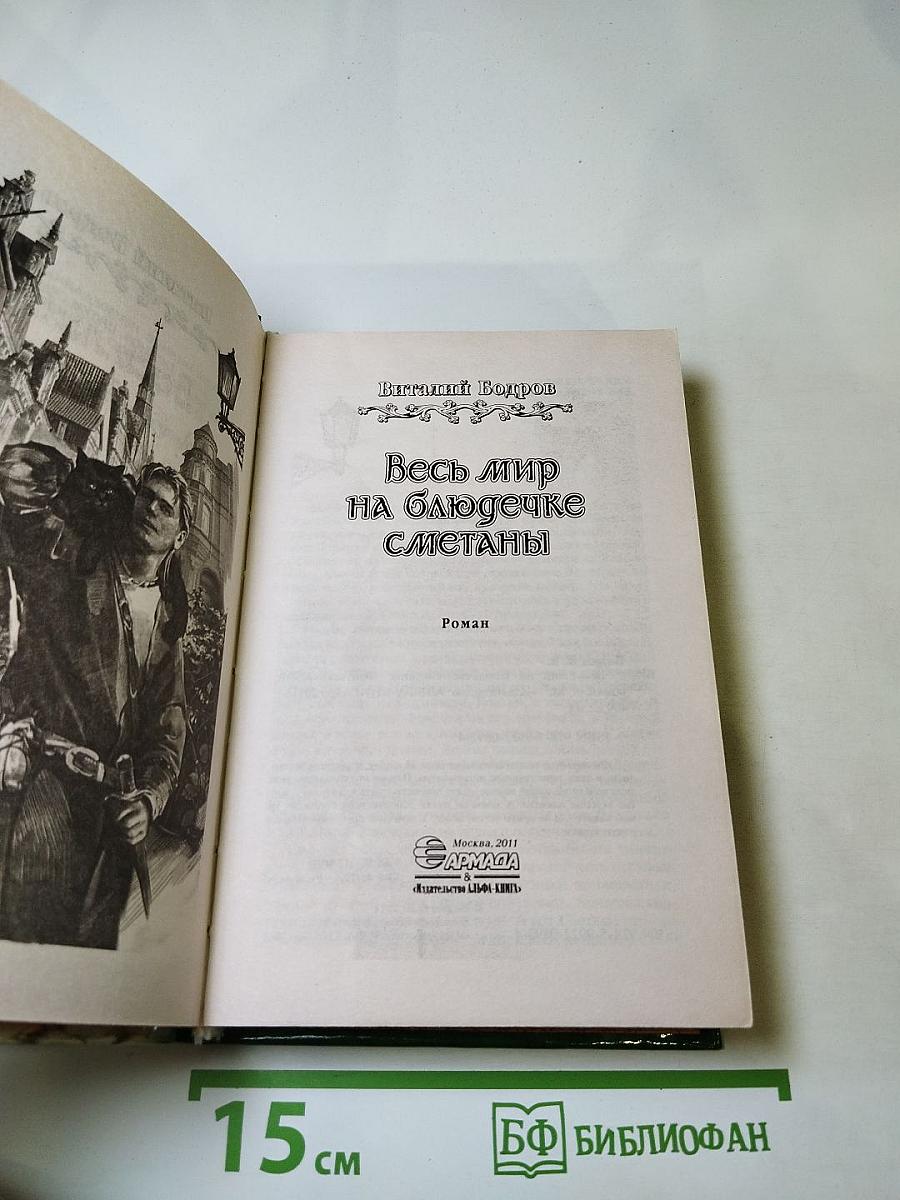 Виталий Бодров
Весь мир
на блюдечке
сметаны
Роман
Москва, 2011
АРМАДА
&
«Издательство АЛЬФА-КНИГА»
15 см
БФ БИБЛИОФАН